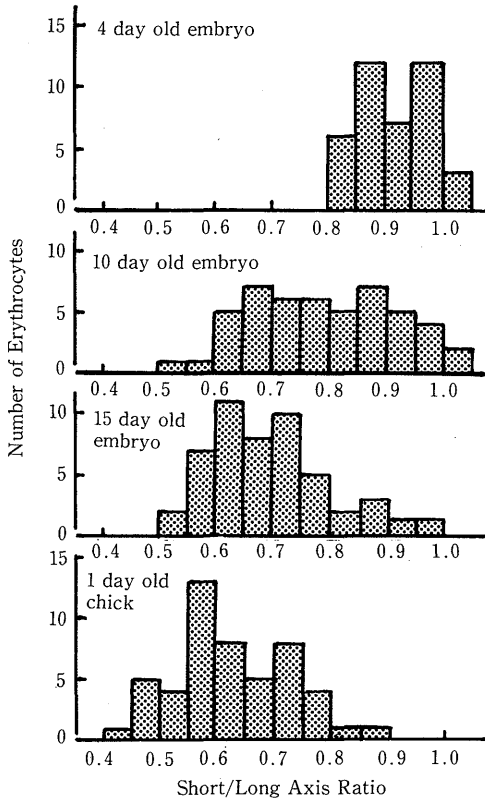 15
4 day old embryo
10
5
0
0.4 0.5 0.6 0.7 0.8 0.9 1.0
10 day old embryo
10
5
0
0.4 0.5 0.6 0.7 0.8 0.9 1.0
10
15 day old
embryo
5
0
0.4 0.5 0.6 0.7 0.8 0.9 1.0
15
1 day old
chick
10
5
0
0.4 0.5 0.6 0.7 0.8 0.9 1.0
Short/Long Axis Ratio
Number of Erythrocytes